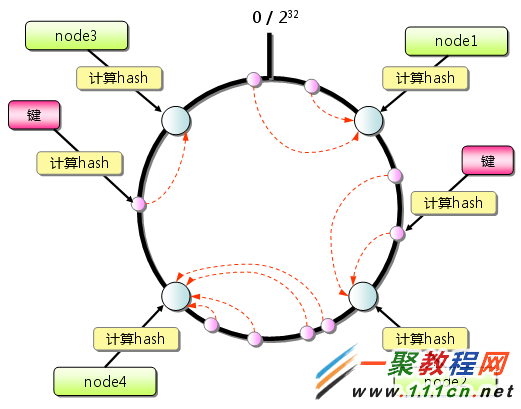 0 / 2³²
node3
node1
计算hash
计算hash
键
键
计算hash
计算hash
计算hash
计算hash
node4
node2
一聚教程网
www.111cn.net